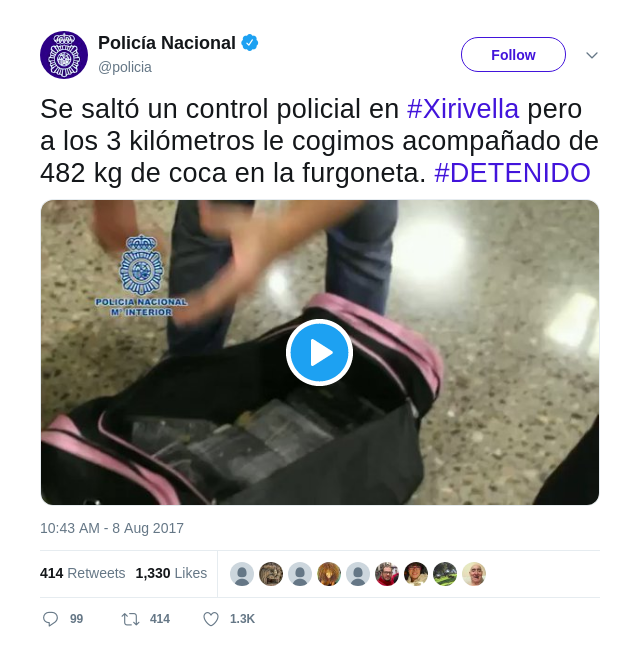 Policía Nacional
@policia
Follow
Se saltó un control policial en #Xirivella pero
a los 3 kilómetros le cogimos acompañado de
482 kg de coca en la furgoneta. #DETENIDO
POLICIA NACIONAL
Mº INTERIOR
10:43 AM - 8 Aug 2017
414 Retweets 1,330 Likes
99 414 1.3K